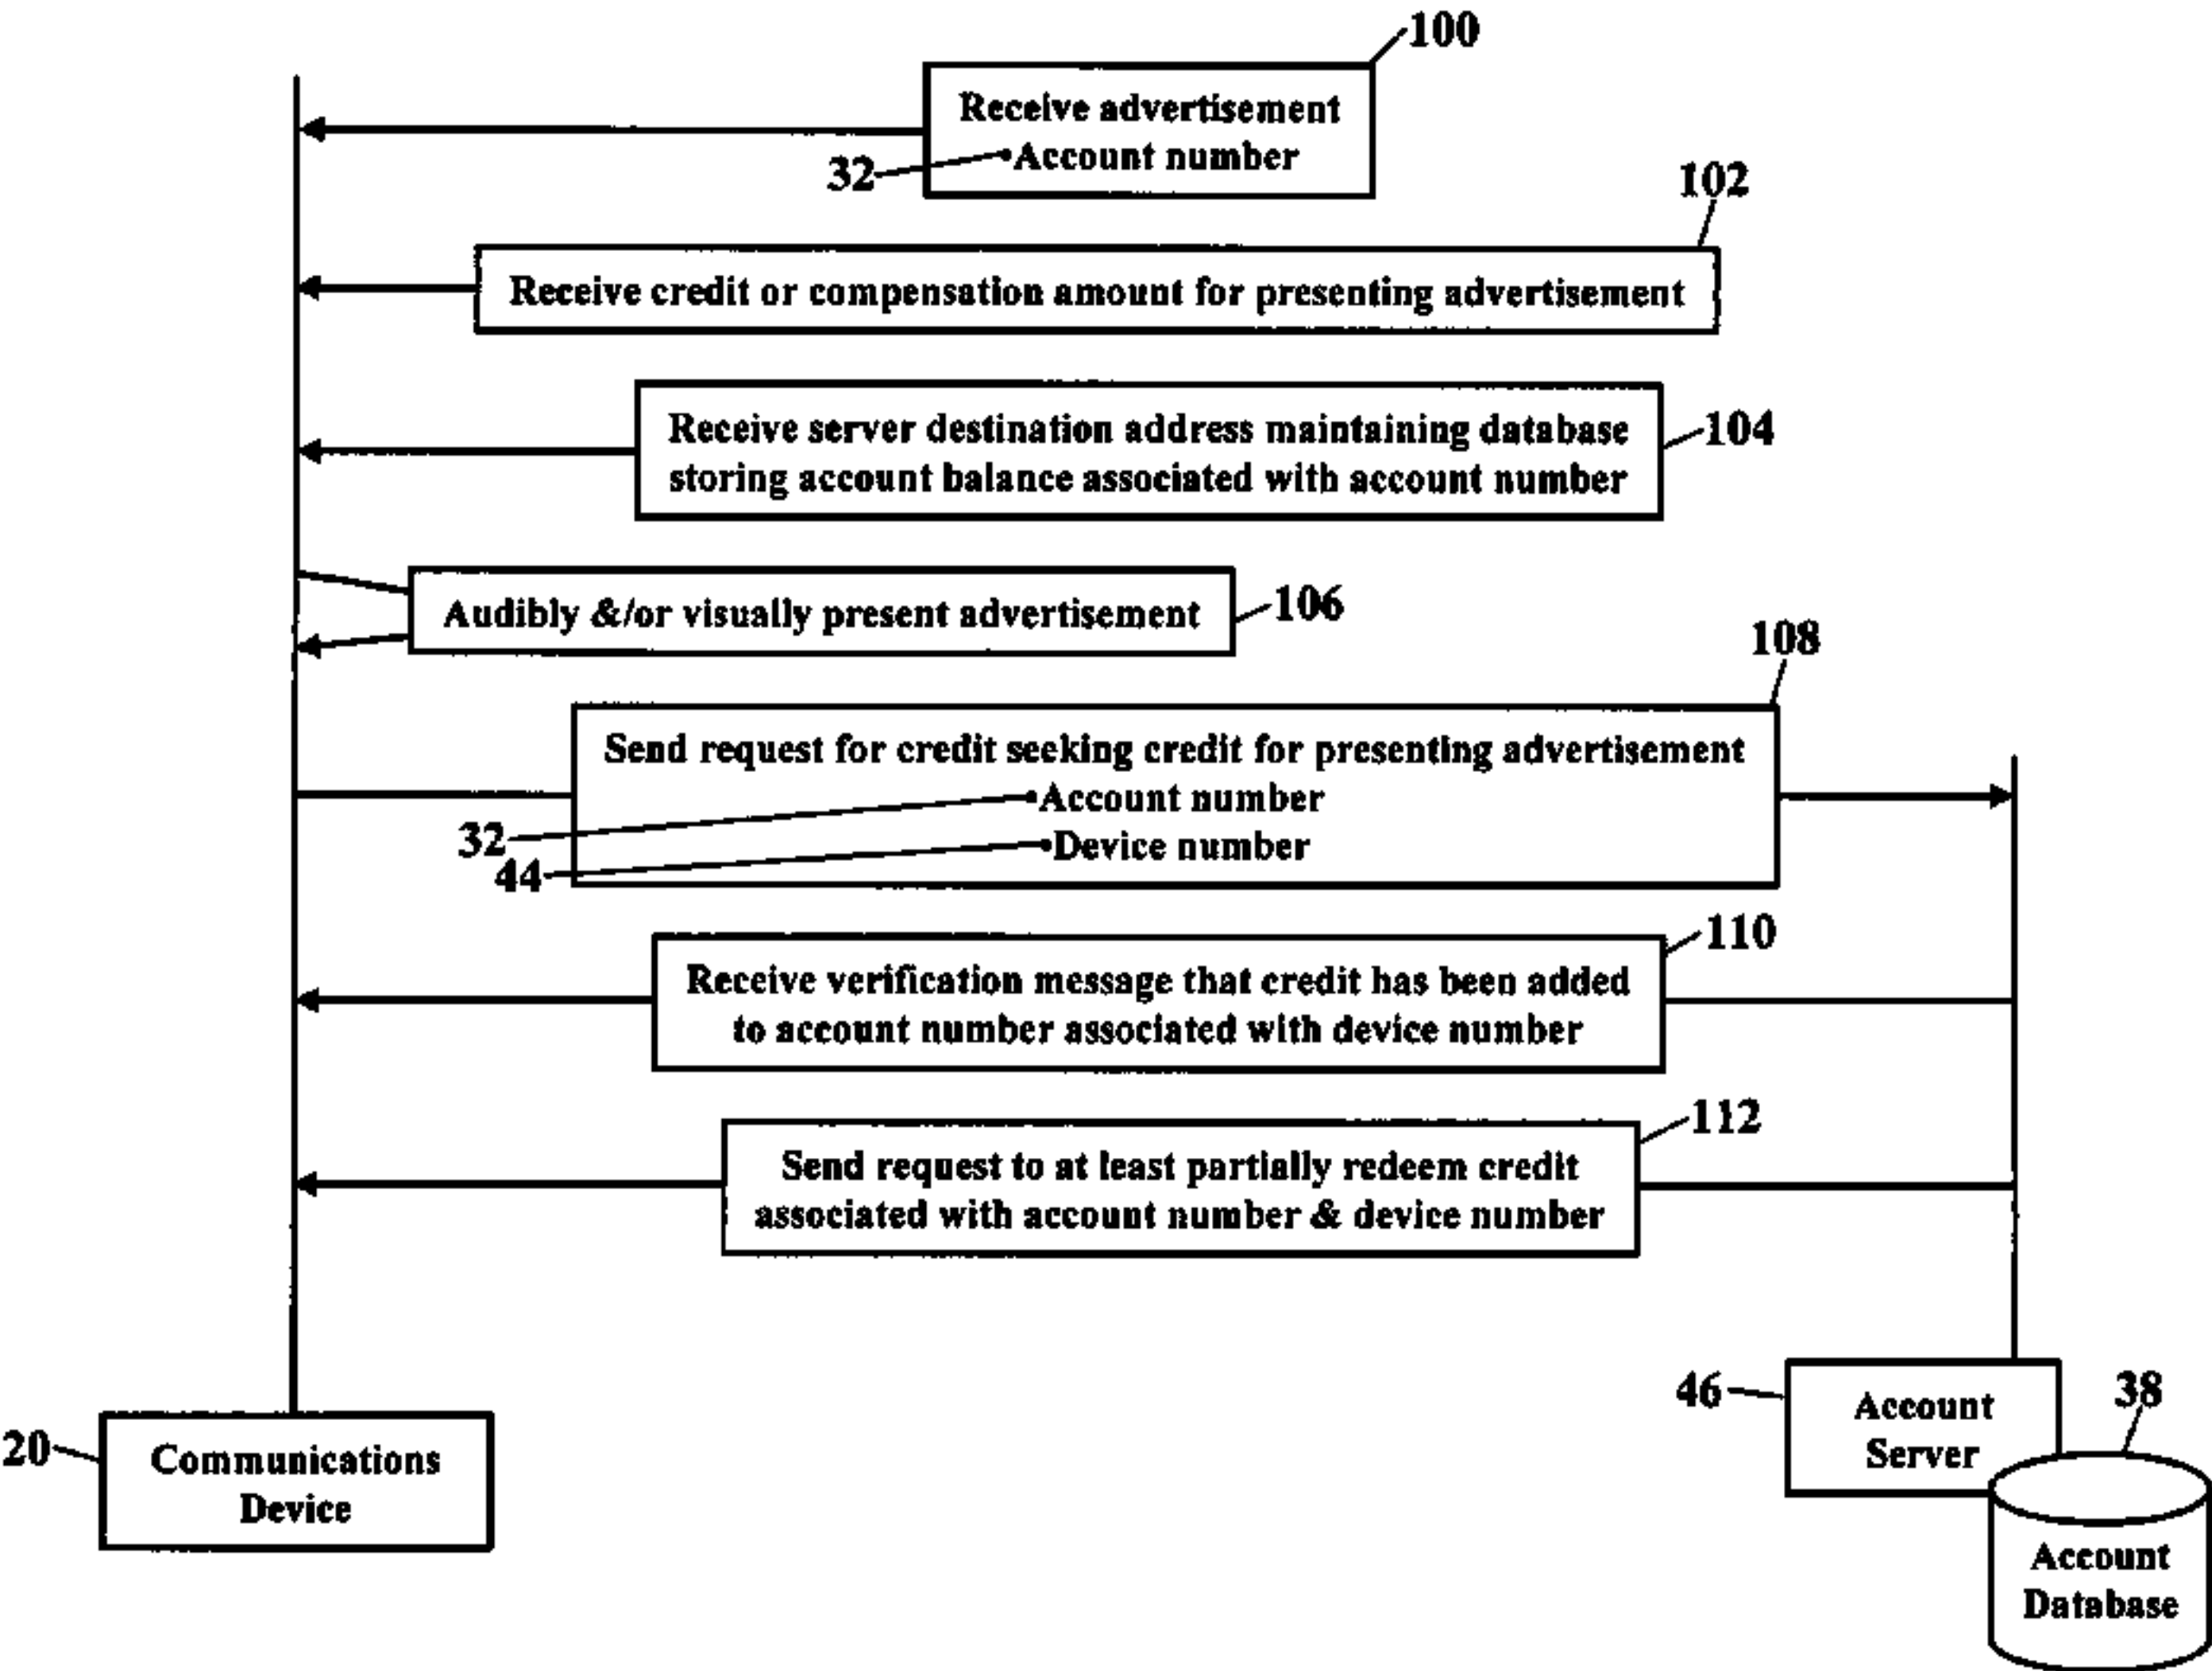 100
Receive advertisement
32 •Account number
102
Receive credit or compensation amount for presenting advertisement
Receive server destination address maintaining database
104
storing account balance associated with account number
Audibly &/or visually present advertisement
106
108
Send request for credit seeking credit for presenting advertisement
•Account number
32
•Device number
44
110
Receive verification message that credit has been added
to account number associated with device number
112
Send request to at least partially redeem credit
associated with account number & device number
46
38
Account
Server
20
Communications
Device
Account
Database